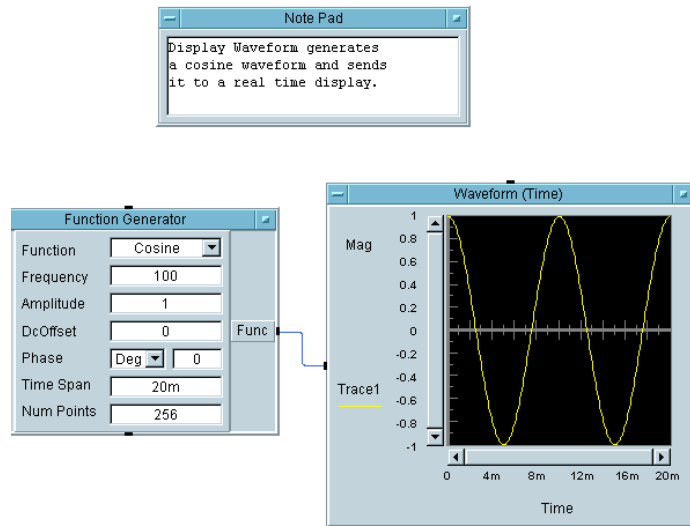 Note Pad
Display Waveform generates
a cosine waveform and sends
it to a real time display.
Function Generator
Function Cosine
Frequency 100
Amplitude 1
DcOffset 0
Phase Deg 0
Time Span 20m
Num Points 256
Func
Waveform (Time)
Mag
Trace1
1
0.8
0.6
0.4
0.2
0
-0.2
-0.4
-0.6
-0.8
-1
0 4m 8m 12m 16m 20m
Time